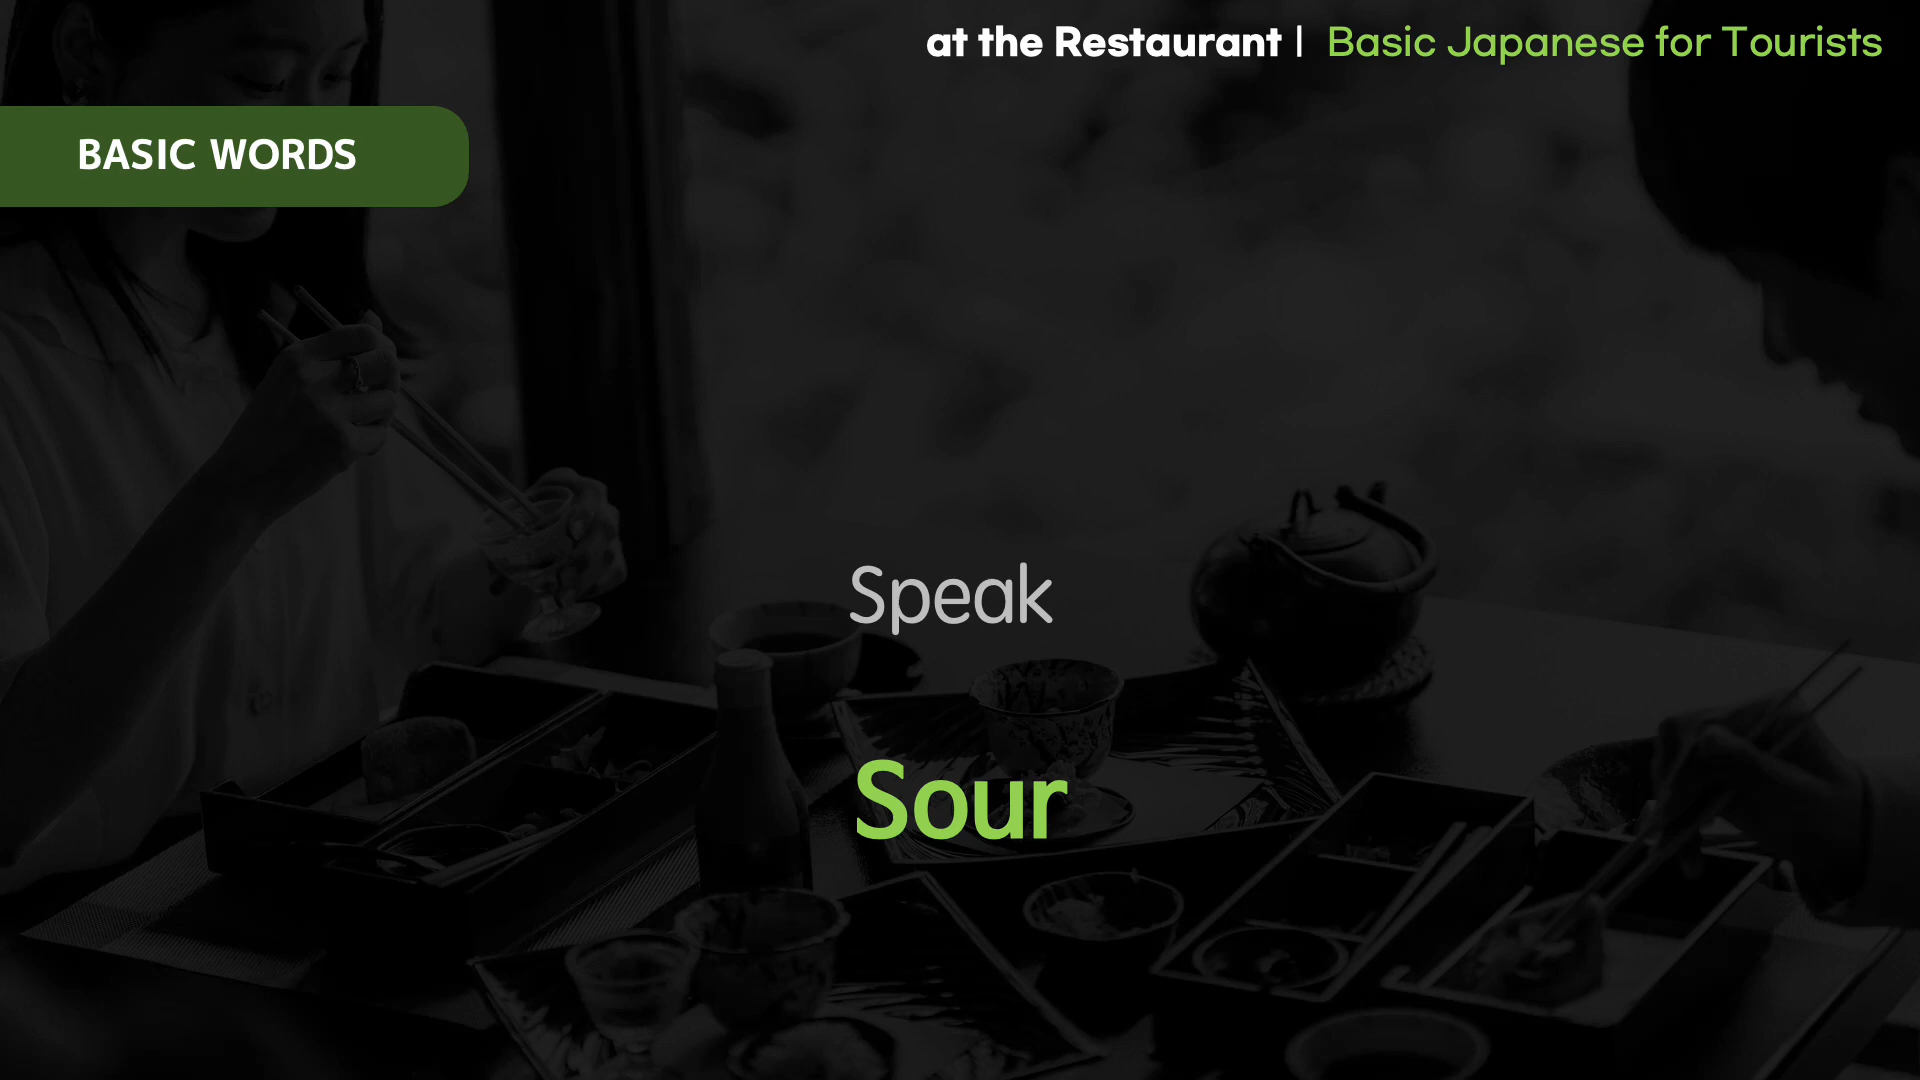 at the Restaurant | Basic Japanese for Tourists
BASIC WORDS
Speak
Sour